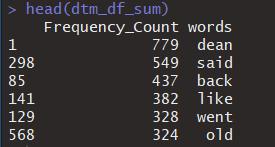 > head(dtm_df_sum)
Frequency_Count words
1 779 dean
298 549 said
85 437 back
141 382 like
129 328 went
568 324 old